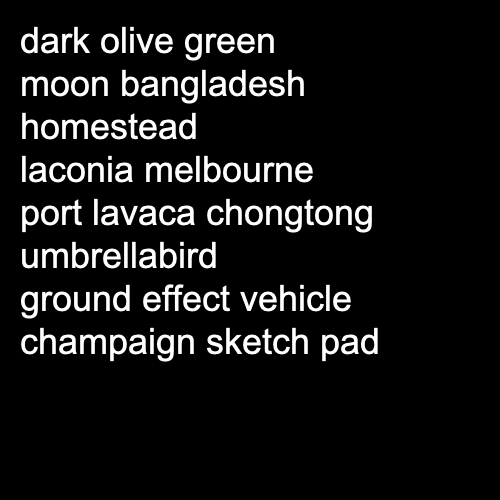 dark olive green
moon bangladesh
homestead
laconia melbourne
port lavaca chongtong
umbrellabird
ground effect vehicle
champaign sketch pad